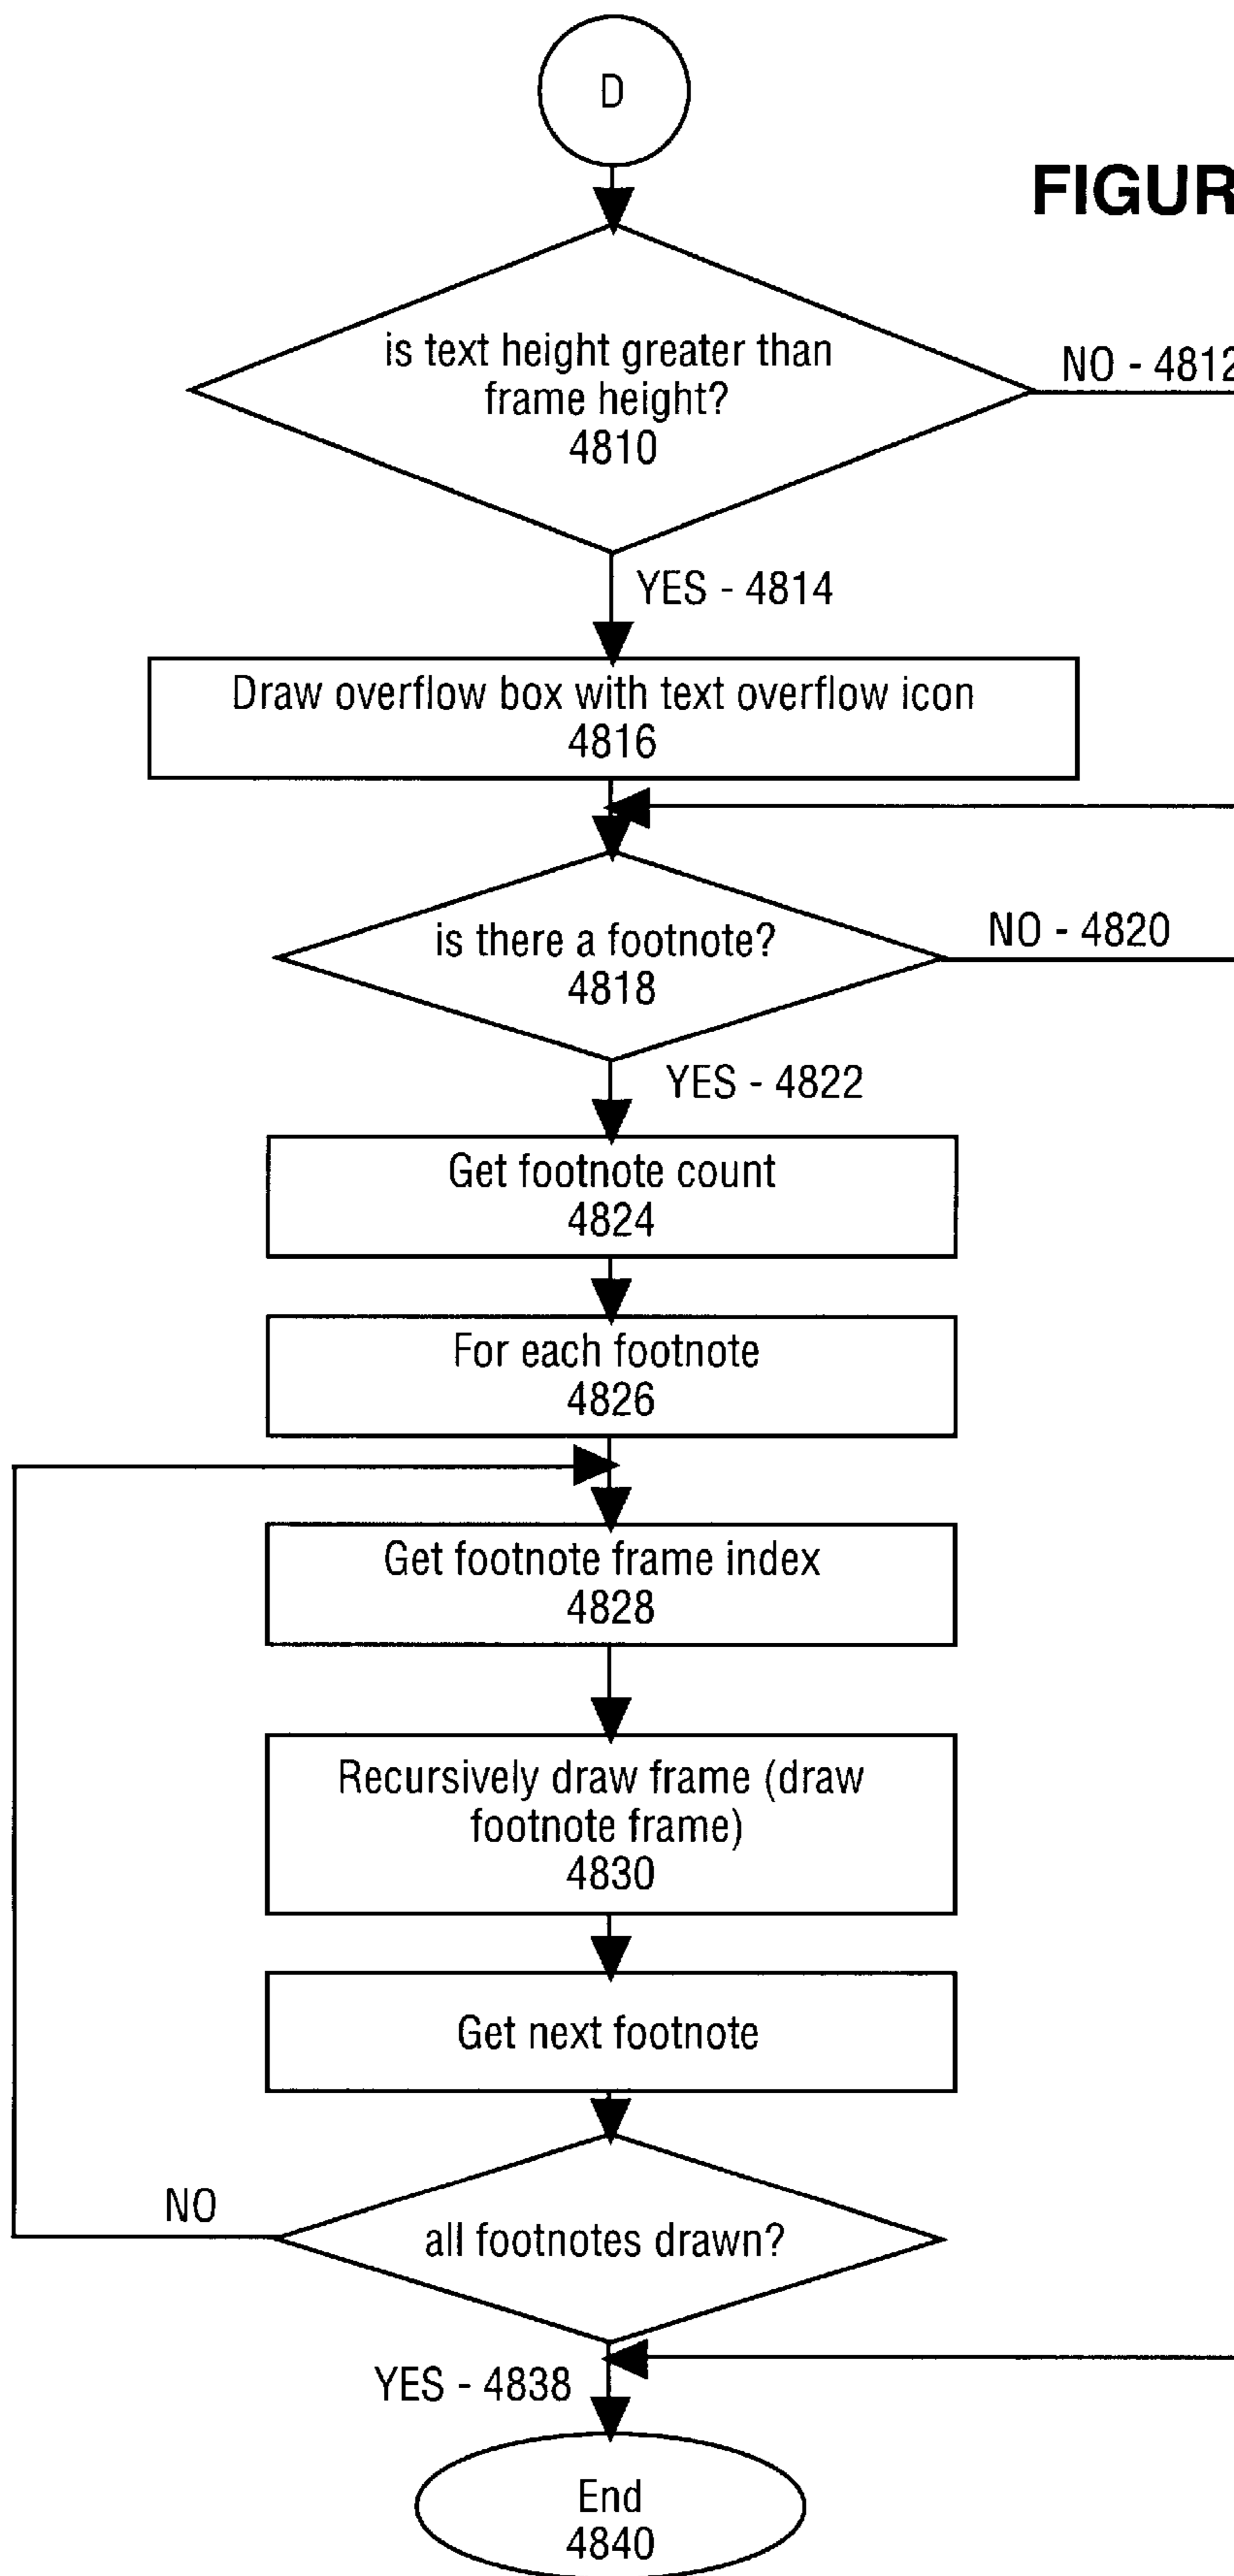 D
FIGUR
is text height greater than
frame height?
4810
NO - 4812
YES - 4814
Draw overflow box with text overflow icon
4816
is there a footnote?
4818
NO - 4820
YES - 4822
Get footnote count
4824
For each footnote
4826
Get footnote frame index
4828
Recursively draw frame (draw
footnote frame)
4830
Get next footnote
all footnotes drawn?
NO
YES - 4838
End
4840